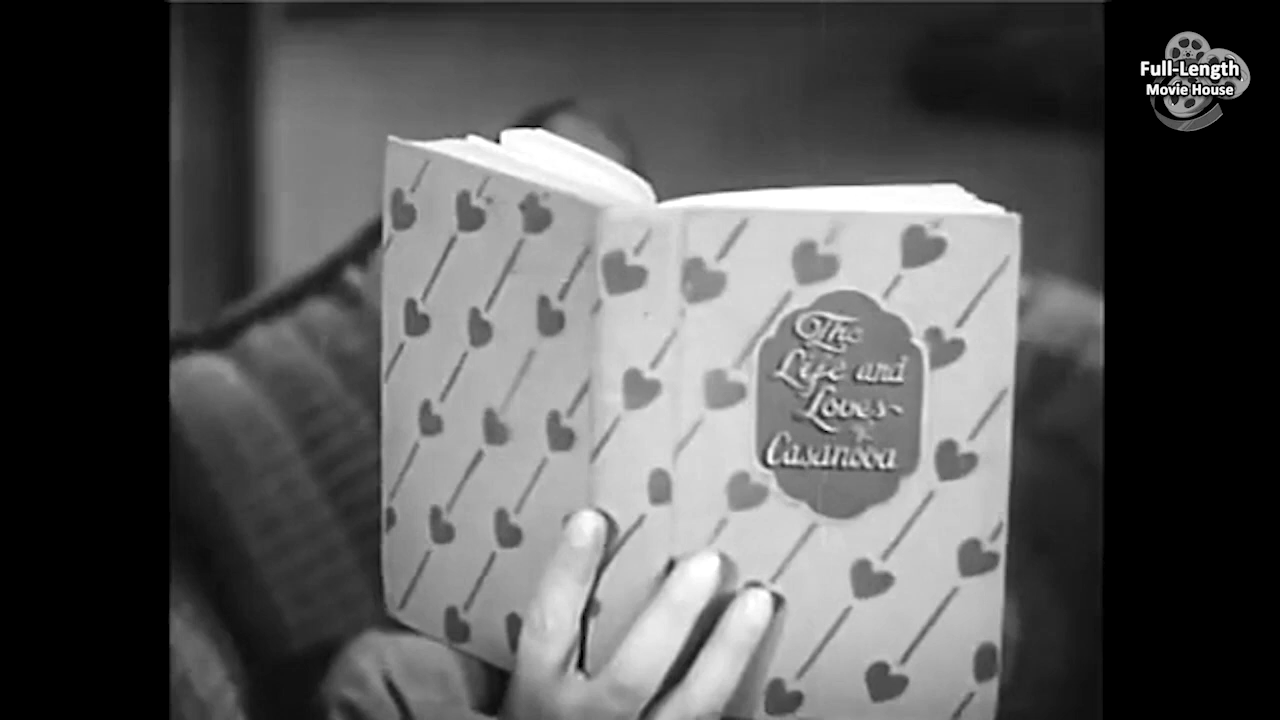 Full-Length
Movie House
The
Life and
Loves
Casanova